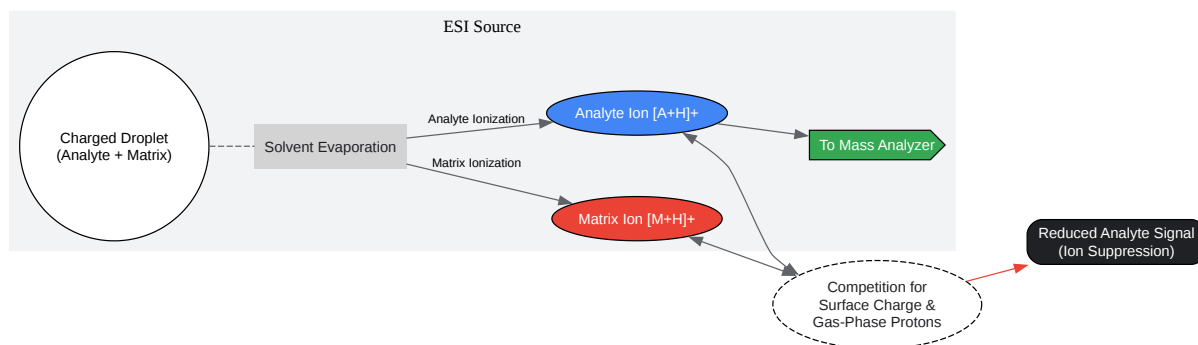 ESI Source
Charged Droplet
(Analyte + Matrix)
Solvent Evaporation
Analyte Ionization
Matrix Ionization
Analyte Ion [A+H]+
Matrix Ion [M+H]+
To Mass Analyzer
Competition for
Surface Charge &
Gas-Phase Protons
Reduced Analyte Signal
(Ion Suppression)